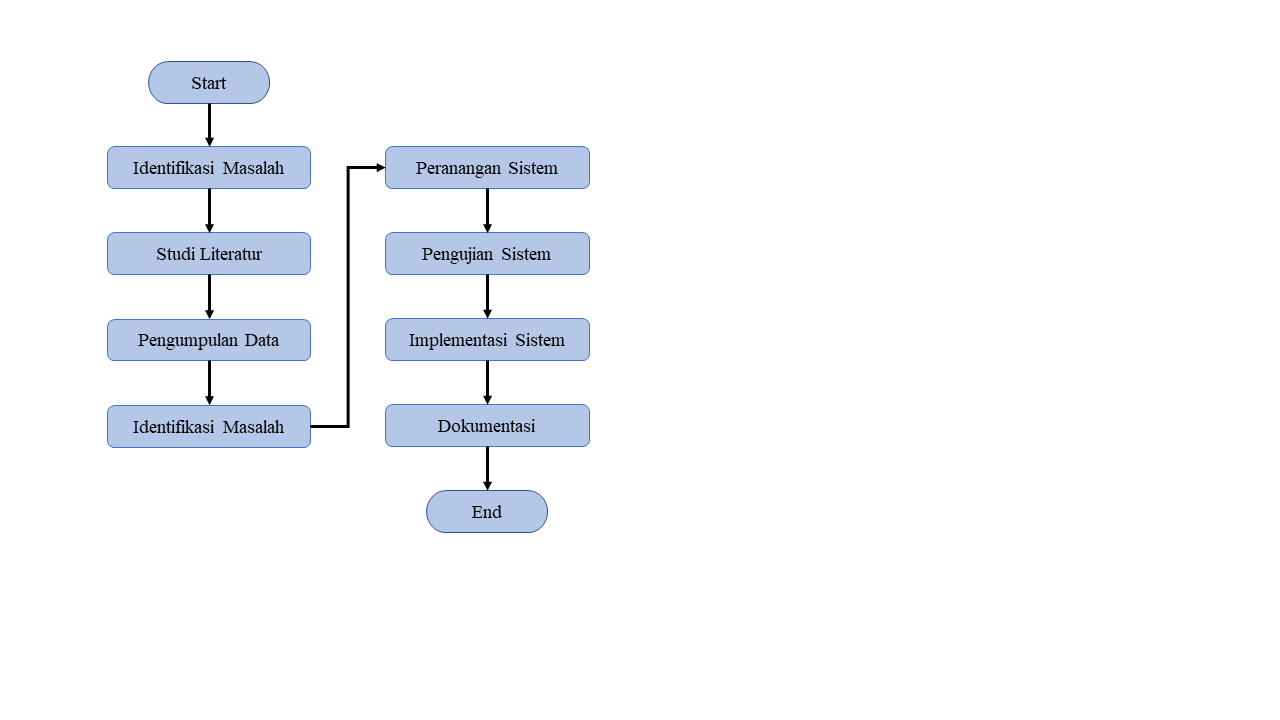 Start
Identifikasi Masalah
Studi Literatur
Pengumpulan Data
Identifikasi Masalah
Peranangan Sistem
Pengujian Sistem
Implementasi Sistem
Dokumentasi
End